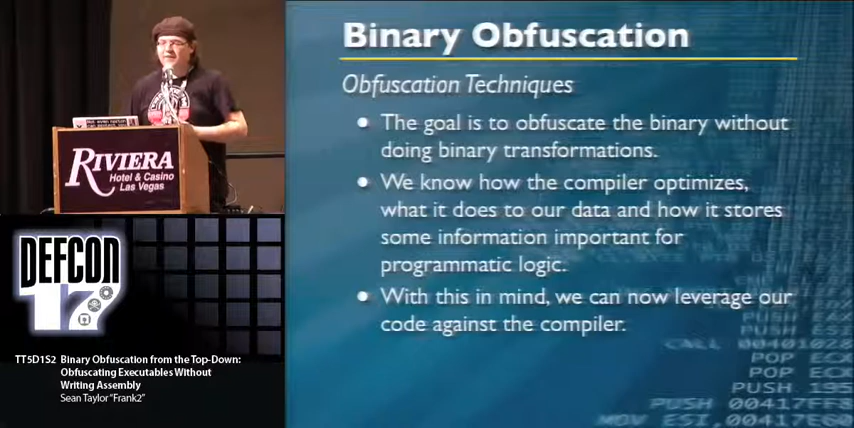 RIVIERA
Hotel & Casino
Las Vegas
DEFCON
17
TT5D1S2 Binary Obfuscation from the Top-Down:
Obfuscating Executables Without
Writing Assembly
Sean Taylor "Frank2"
Binary Obfuscation
Obfuscation Techniques
• The goal is to obfuscate the binary without
doing binary transformations.
• We know how the compiler optimizes,
what it does to our data and how it stores
some information important for
programmatic logic.
• With this in mind, we can now leverage our
code against the compiler.
PUSH EAX
PUSH ES
CALL 00401028
POP ECX
POP ECX
PUSH 195
PUSH 00417FF8
MOV ESI,00417E60